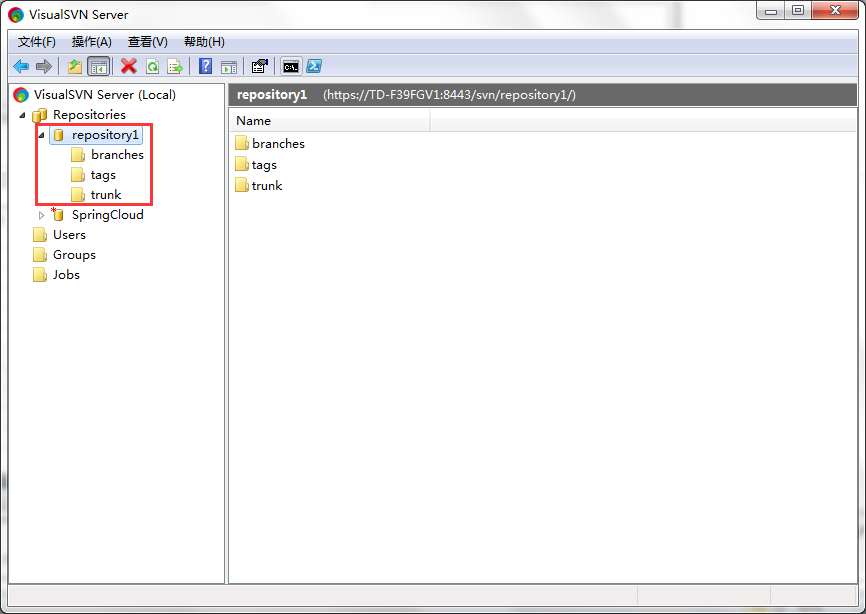 VisualSVN Server
文件(F) 操作(A) 查看(V) 帮助(H)
VisualSVN Server (Local)
Repositories
repository1
branches
tags
trunk
SpringCloud
Users
Groups
Jobs
repository1 (https://TD-F39FGV1:8443/svn/repository1/)
Name
branches
tags
trunk